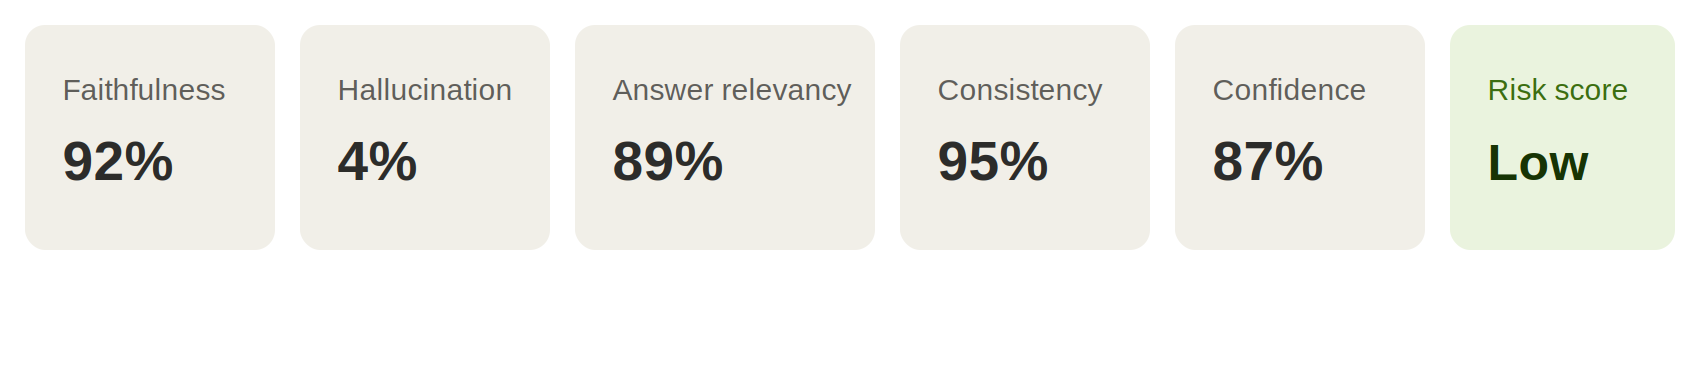 Faithfulness
92%
Hallucination
4%
Answer relevancy
89%
Consistency
95%
Confidence
87%
Risk score
Low